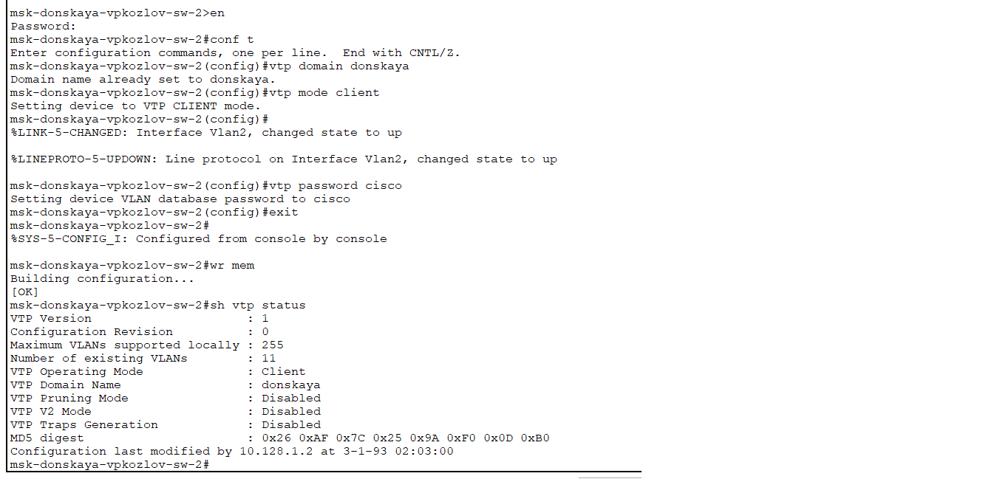 msk-donskaya-vpkozlov-sw-2>en
Password:
msk-donskaya-vpkozlov-sw-2#conf t
Enter configuration commands, one per line.  End with CNTL/Z.
msk-donskaya-vpkozlov-sw-2(config)#vtp domain donskaya
Domain name already set to donskaya.
msk-donskaya-vpkozlov-sw-2(config)#vtp mode client
Setting device to VTP CLIENT mode.
msk-donskaya-vpkozlov-sw-2(config)#
%LINK-5-CHANGED: Interface Vlan2, changed state to up
%LINEPROTO-5-UPDOWN: Line protocol on Interface Vlan2, changed state to up
msk-donskaya-vpkozlov-sw-2(config)#vtp password cisco
Setting device VLAN database password to cisco
msk-donskaya-vpkozlov-sw-2(config)#exit
msk-donskaya-vpkozlov-sw-2#
%SYS-5-CONFIG_I: Configured from console by console
msk-donskaya-vpkozlov-sw-2#wr mem
Building configuration...
[OK]
msk-donskaya-vpkozlov-sw-2#sh vtp status
VTP Version                     : 1
Configuration Revision          : 0
Maximum VLANs supported locally : 255
Number of existing VLANs        : 11
VTP Operating Mode              : Client
VTP Domain Name                 : donskaya
VTP Pruning Mode                : Disabled
VTP V2 Mode                     : Disabled
VTP Traps Generation            : Disabled
MD5 digest                      : 0x26 0xAF 0x7C 0x25 0x9A 0xF0 0x0D 0xB0
Configuration last modified by 10.128.1.2 at 3-1-93 02:03:00
msk-donskaya-vpkozlov-sw-2#